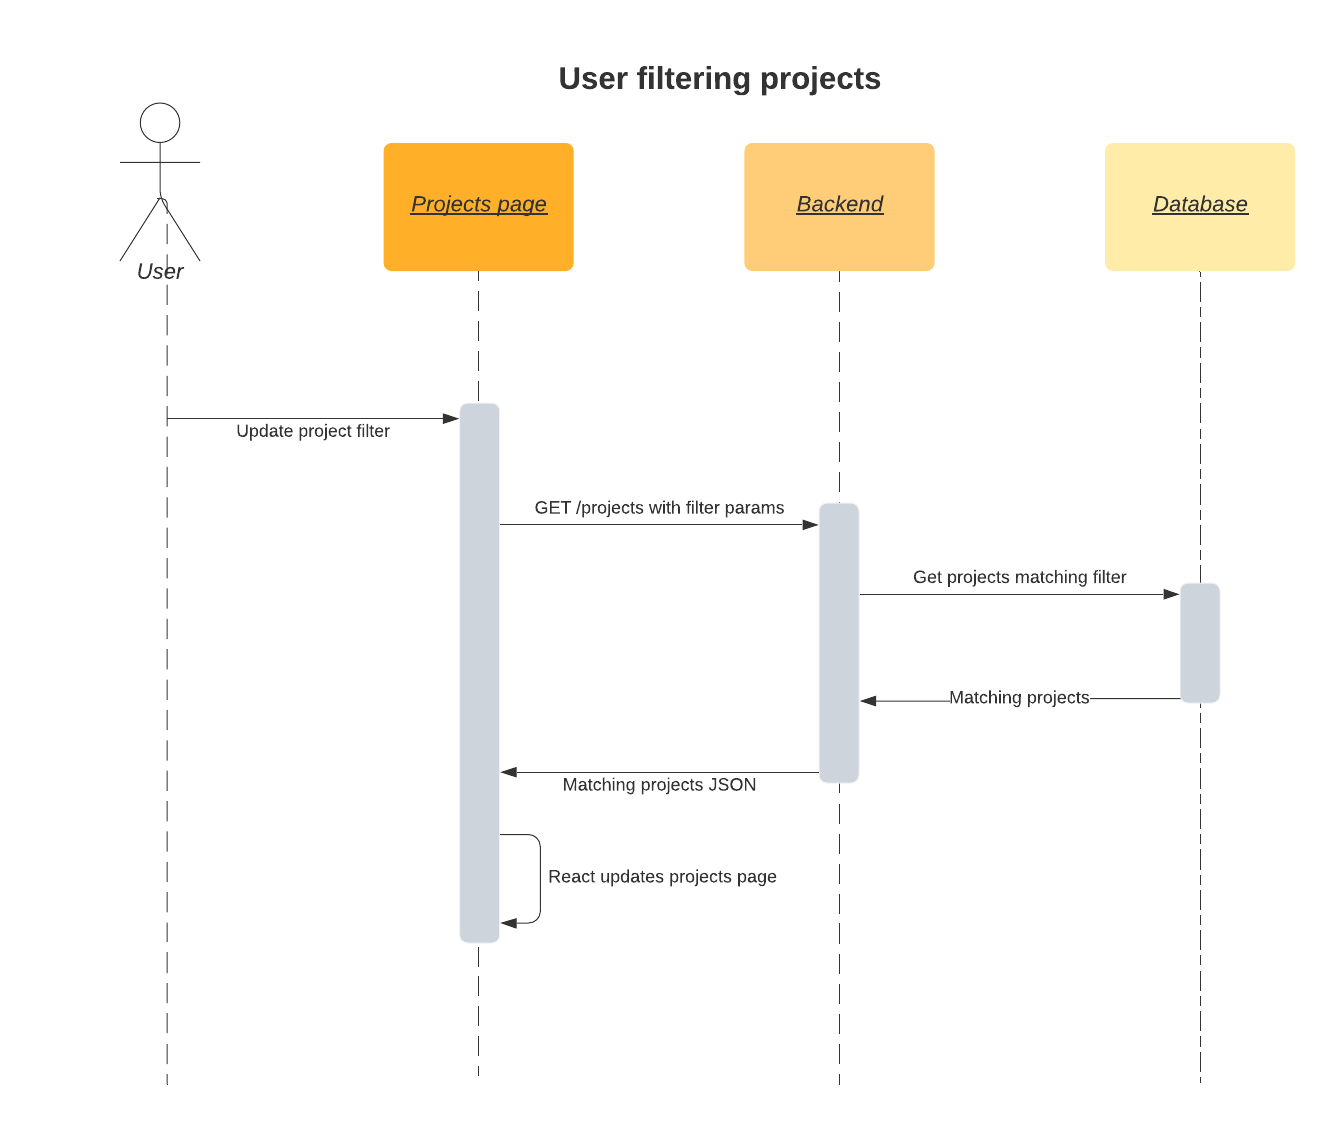 User filtering projects
Projects page
Backend
Database
User
Update project filter
GET /projects with filter params
Get projects matching filter
Matching projects
Matching projects JSON
React updates projects page